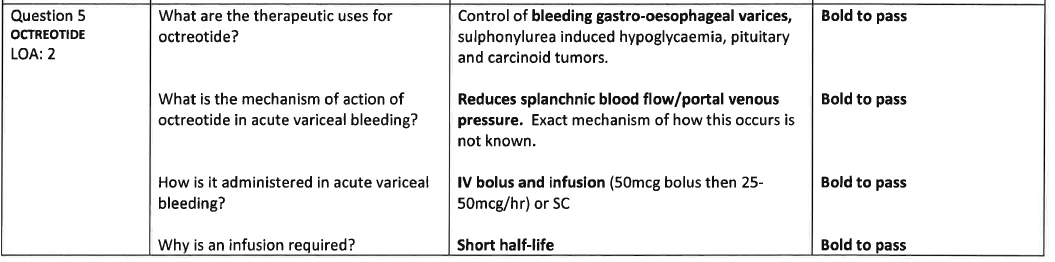 Question 5
OCTREOTIDE
LOA: 2
What are the therapeutic uses for
octreotide?
Control of bleeding gastro-oesophageal varices,
sulphonylurea induced hypoglycaemia, pituitary
and carcinoid tumors.
Bold to pass
What is the mechanism of action of
octreotide in acute variceal bleeding?
Reduces splanchnic blood flow/portal venous
pressure. Exact mechanism of how this occurs is
not known.
Bold to pass
How is it administered in acute variceal
bleeding?
IV bolus and infusion (50mcg bolus then 25-
50mcg/hr) or SC
Bold to pass
Why is an infusion required?
Short half-life
Bold to pass